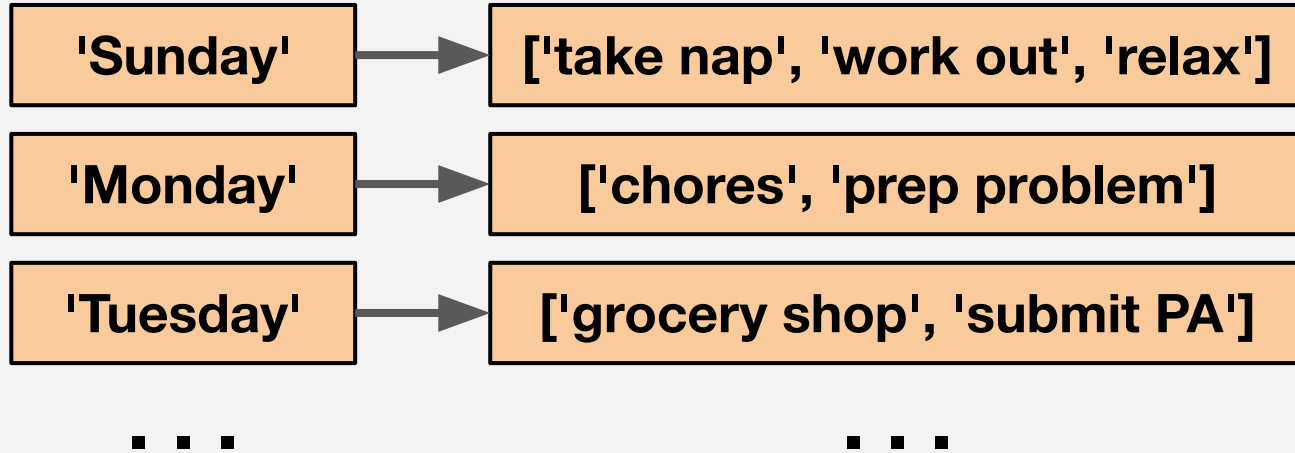 'Sunday' ['take nap', 'work out', 'relax']
'Monday' ['chores', 'prep problem']
'Tuesday' ['grocery shop', 'submit PA']
. . . . . .